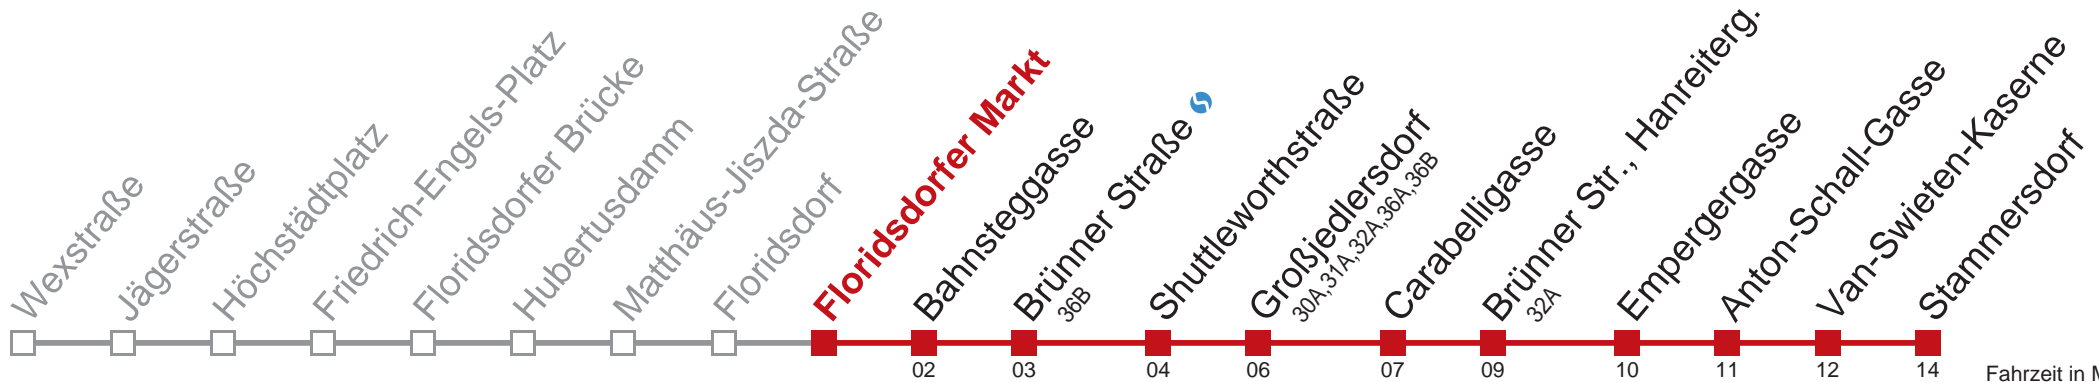 Wexstraße
Jägerstraße
Höchstädtplatz
Friedrich-Engels-Platz
Floridsdorfer Brücke
Hubertusdamm
Matthäus-Jiszda-Straße
Floridsdorf
Floridsdorfer Markt
Bahnsteggasse
Brünner Straße
36B
Shuttleworthstraße
Großjedlersdorf
30A,31A,32A,36A,36B
Carabelligasse
Brünner Str., Hanreiterg.
32A
Empergergasse
Anton-Schall-Gasse
Van-Swieten-Kaserne
Stammersdorf
02 03 04 06 07 09 10 11 12 14
Fahrzeit in M